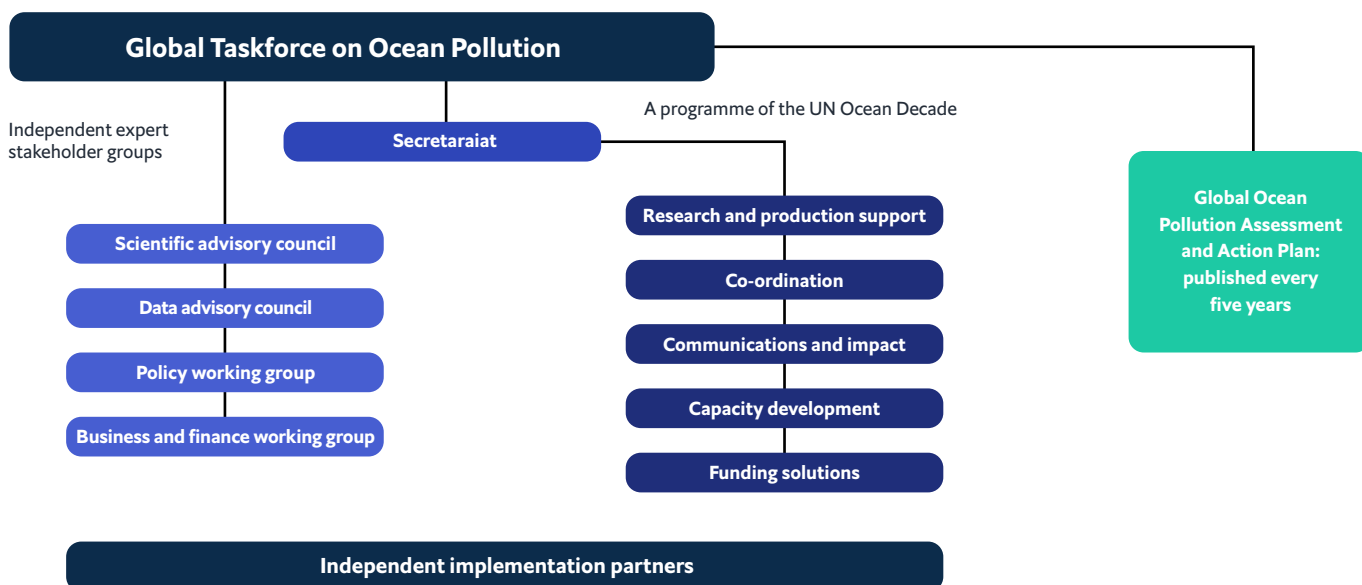 Global Taskforce on Ocean Pollution
A programme of the UN Ocean Decade
Independent expert
stakeholder groups
Secretaraiat
Scientific advisory council
Data advisory council
Policy working group
Business and finance working group
Research and production support
Co-ordination
Communications and impact
Capacity development
Funding solutions
Global Ocean
Pollution Assessment
and Action Plan:
published every
five years
Independent implementation partners